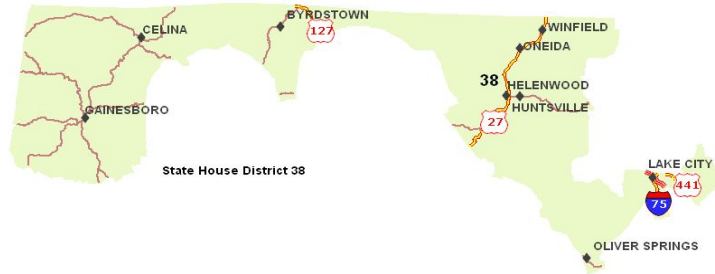 BYRDSTOWN
CELINA
127
WINFIELD
ONEIDA
38
HELENWOOD
HUNTSVILLE
GAINESBORO
27
State House District 38
LAKE CITY
441
75
OLIVER SPRINGS